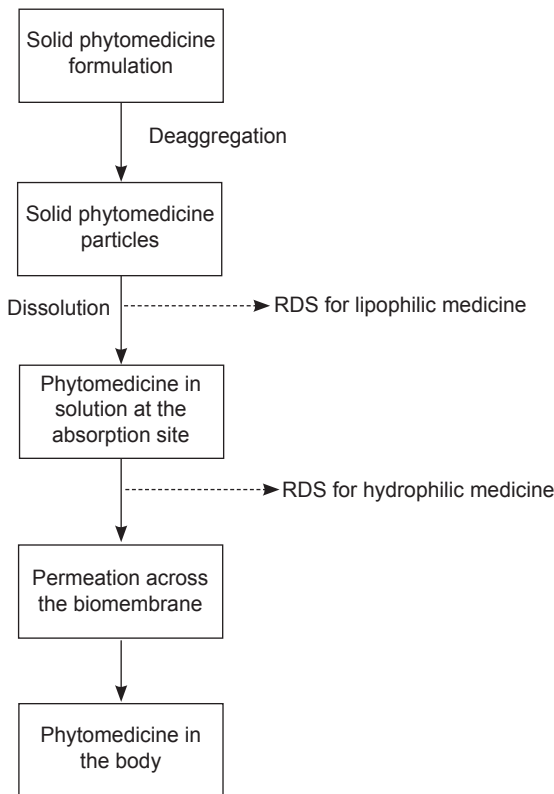 Solid phytomedicine
formulation
Deaggregation
Solid phytomedicine
particles
Dissolution
RDS for lipophilic medicine
Phytomedicine in
solution at the
absorption site
RDS for hydrophilic medicine
Permeation across
the biomembrane
Phytomedicine in
the body